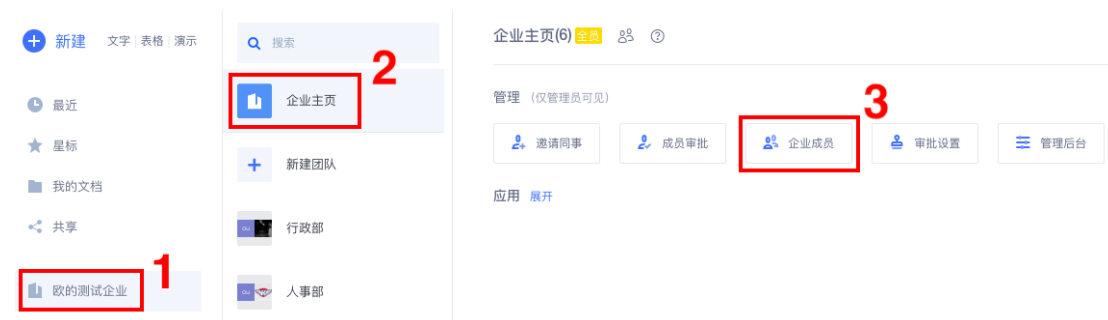 新建 文字 | 表格 | 演示
最近
星标
我的文档
共享
欧的测试企业
1
搜索
2
企业主页
新建团队
OU
行政部
OU
人事部
企业主页(6) 全员
管理 (仅管理员可见)
3
邀请同事 成员审批 企业成员 审批设置 管理后台
应用 展开